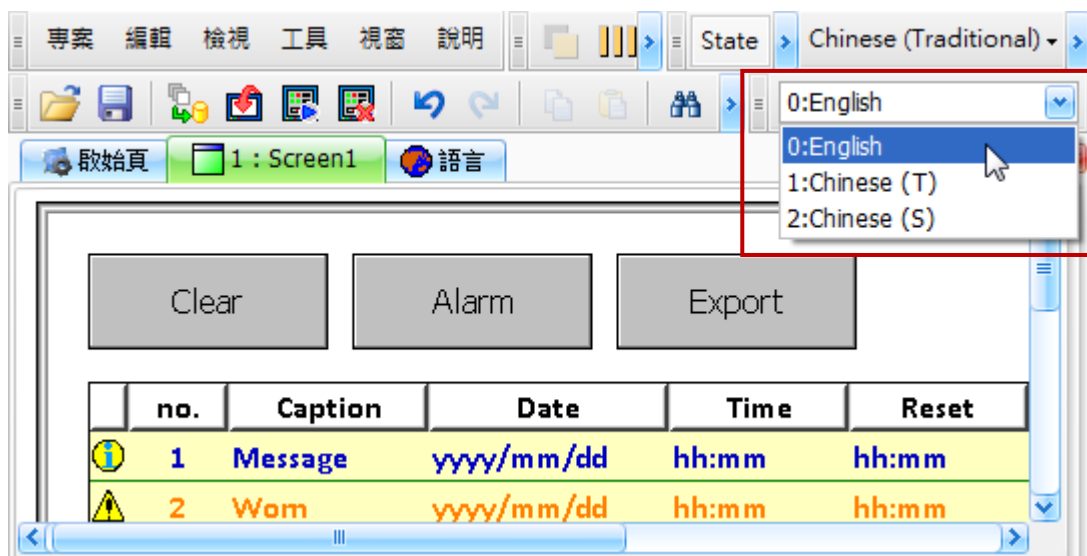 專案 編輯 檢視 工具 視窗 說明 State Chinese (Traditional)
0:English
啟始頁 1 : Screen1 語言
0:English
1:Chinese (T)
2:Chinese (S)
Clear Alarm Export
no. Caption Date Time Reset
1 Message yyyy/mm/dd hh:mm hh:mm
2 Worn yyyy/mm/dd hh:mm hh:mm